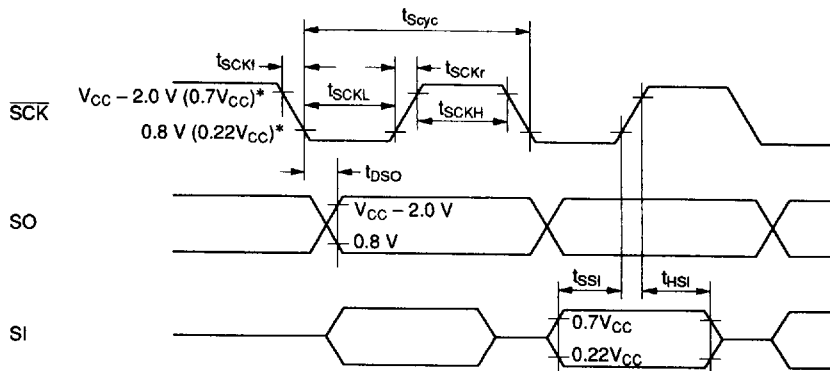 tScyc
tSCKf
tSCKL
tSCKr
tSCKH
SCK
VCC – 2.0 V (0.7VCC)*
0.8 V (0.22VCC)*
tDSO
SO
VCC – 2.0 V
0.8 V
tSSI
tHSI
SI
0.7VCC
0.22VCC